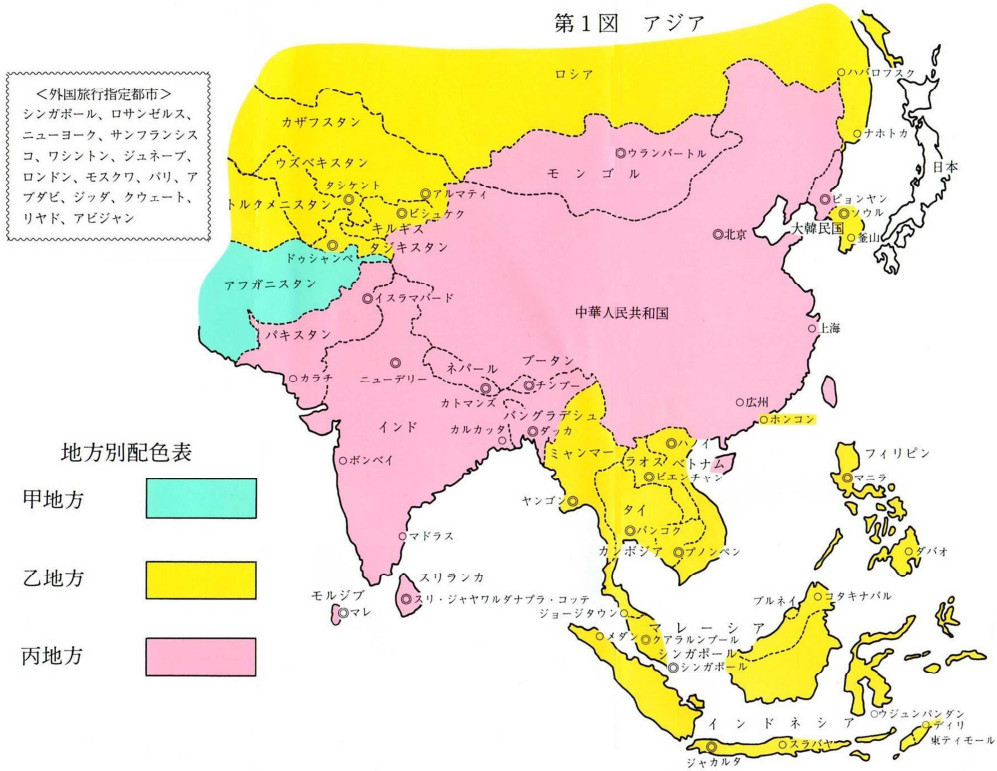 第1図 アジア
＜外国旅行指定都市＞
シンガポール、ロサンゼルス、
ニューヨーク、サンフランシス
コ、ワシントン、ジュネーブ、
ロンドン、モスクワ、パリ、ア
ブダビ、ジッダ、クウェート、
リヤド、アビジャン
ロシア
ハバロフスク
カザフスタン
ナホトカ
ウランバートル
モンゴル
日本
ウズベキスタン
タシケント
アルマティ
トルクメニスタン
ビシュケク
ピョンヤン
ソウル
キルギス
大韓民国
釜山
北京
タジキスタン
ドゥシャンベ
アフガニスタン
イスラマバード
中華人民共和国
上海
パキスタン
カラチ
ニューデリー
ネパール
ブータン
チンプー
カトマンズ
バングラデシュ
広州
ホンコン
インド
カルカッタ
ダッカ
ハノイ
地方別配色表
ボンベイ
ミャンマー
ラオス
ベトナム
フィリピン
ビエンチャン
マニラ
甲地方
ヤンゴン
タイ
バンコク
マドラス
カンボジア
プノンペン
ダバオ
乙地方
スリランカ
モルジブ
マレ
スリ・ジャヤワルダナプラ・コッテ
ブルネイ
コタキナバル
ジョージタウン
マレーシア
メダン
クアラルンプール
丙地方
シンガポール
シンガポール
インドネシア
ウジュンパンダン
ディリ
東ティモール
スラバヤ
ジャカルタ